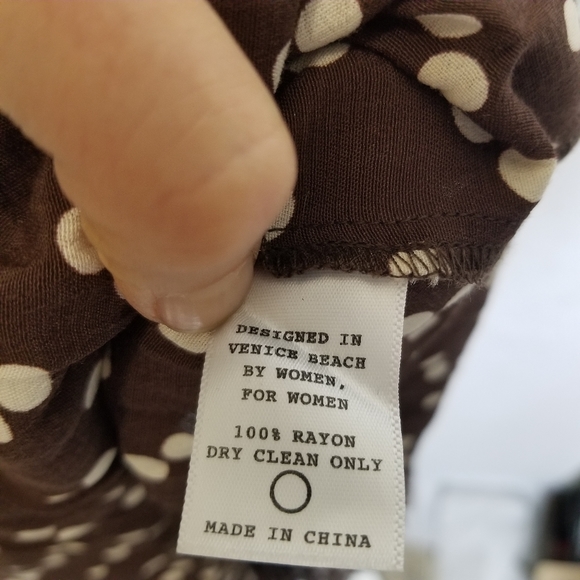 DESIGNED IN
VENICE BEACH
BY WOMEN,
FOR WOMEN
100% RAYON
DRY CLEAN ONLY
MADE IN CHINA